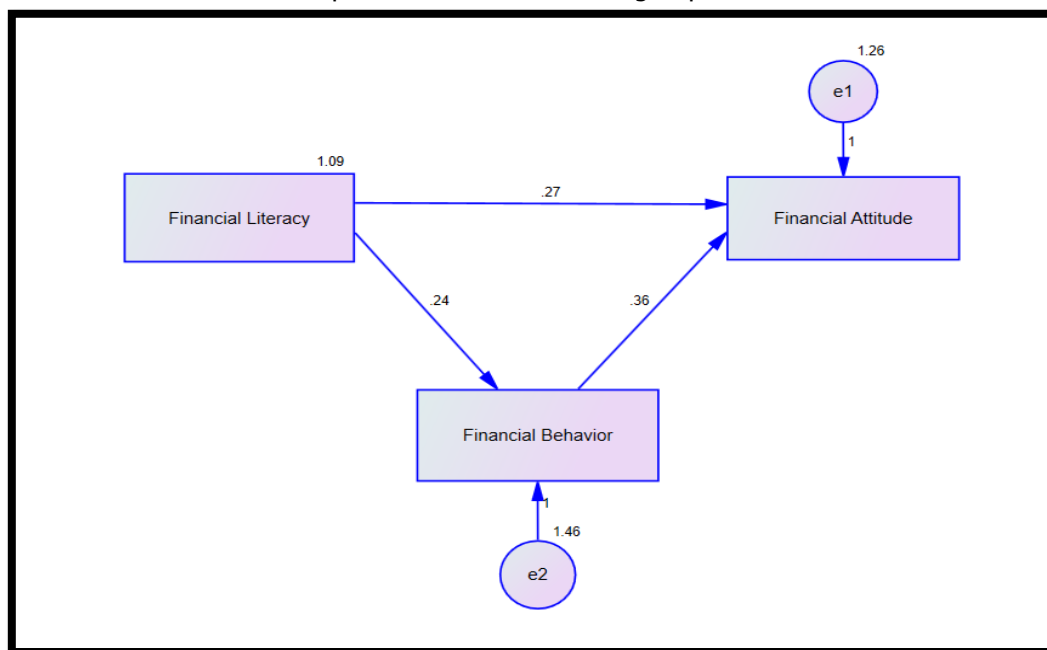 1.26
e1
1
1.09
Financial Literacy
.27
Financial Attitude
.24
.36
Financial Behavior
1
1.46
e2